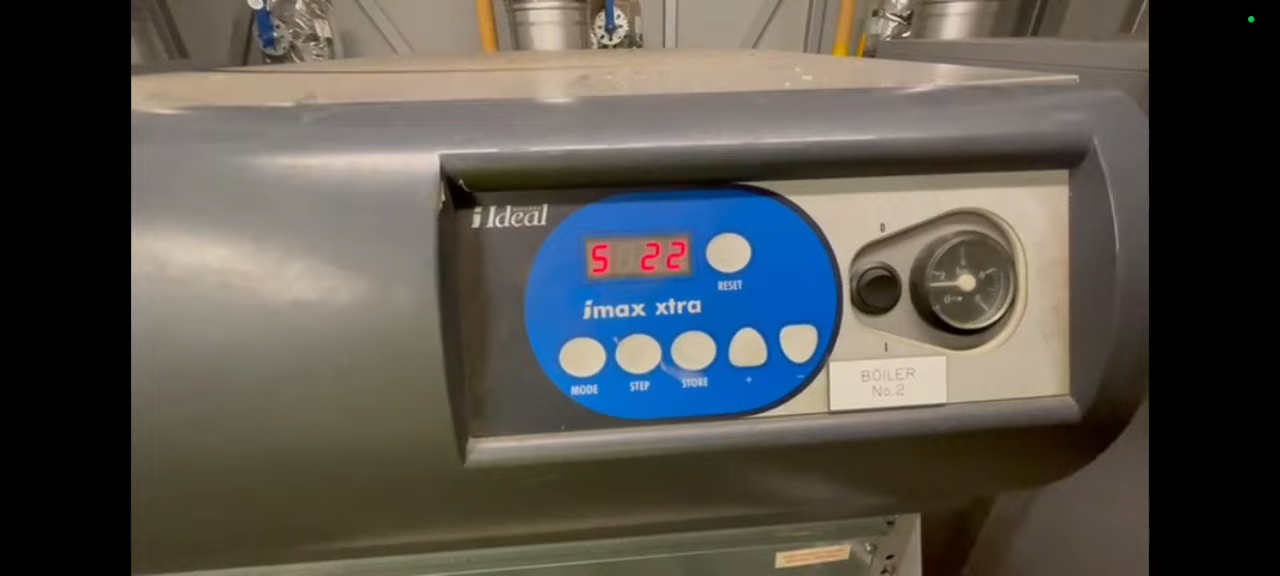 Ideal
5 22
RESET
imax xtra
MODE
STEP
STORE
+
-
0
I
BOILER
No.2